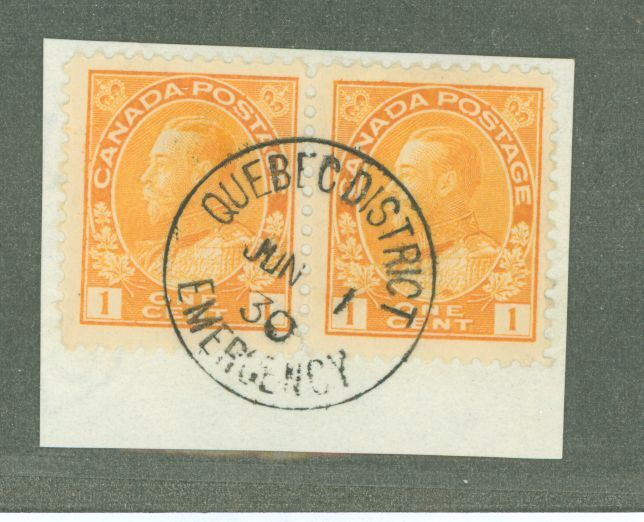 CANADA POSTAGE
1 ONE CENT 1
CANADA POSTAGE
1 ONE CENT 1
QUEBEC DISTRICT
JUN 1
30
EMERGENCY